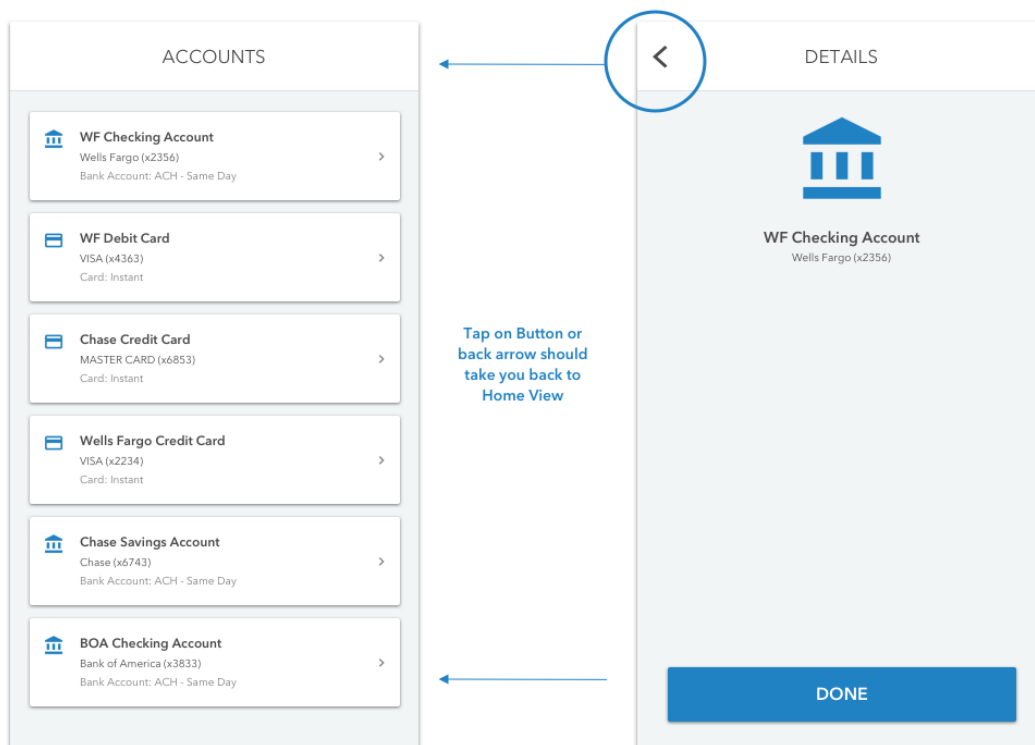 ACCOUNTS
WF Checking Account
Wells Fargo (x2356)
Bank Account: ACH - Same Day
WF Debit Card
VISA (x4363)
Card: Instant
Chase Credit Card
MASTER CARD (x6853)
Card: Instant
Wells Fargo Credit Card
VISA (x2234)
Card: Instant
Chase Savings Account
Chase (x6743)
Bank Account: ACH - Same Day
BOA Checking Account
Bank of America (x3833)
Bank Account: ACH - Same Day
Tap on Button or
back arrow should
take you back to
Home View
DETAILS
WF Checking Account
Wells Fargo (x2356)
DONE